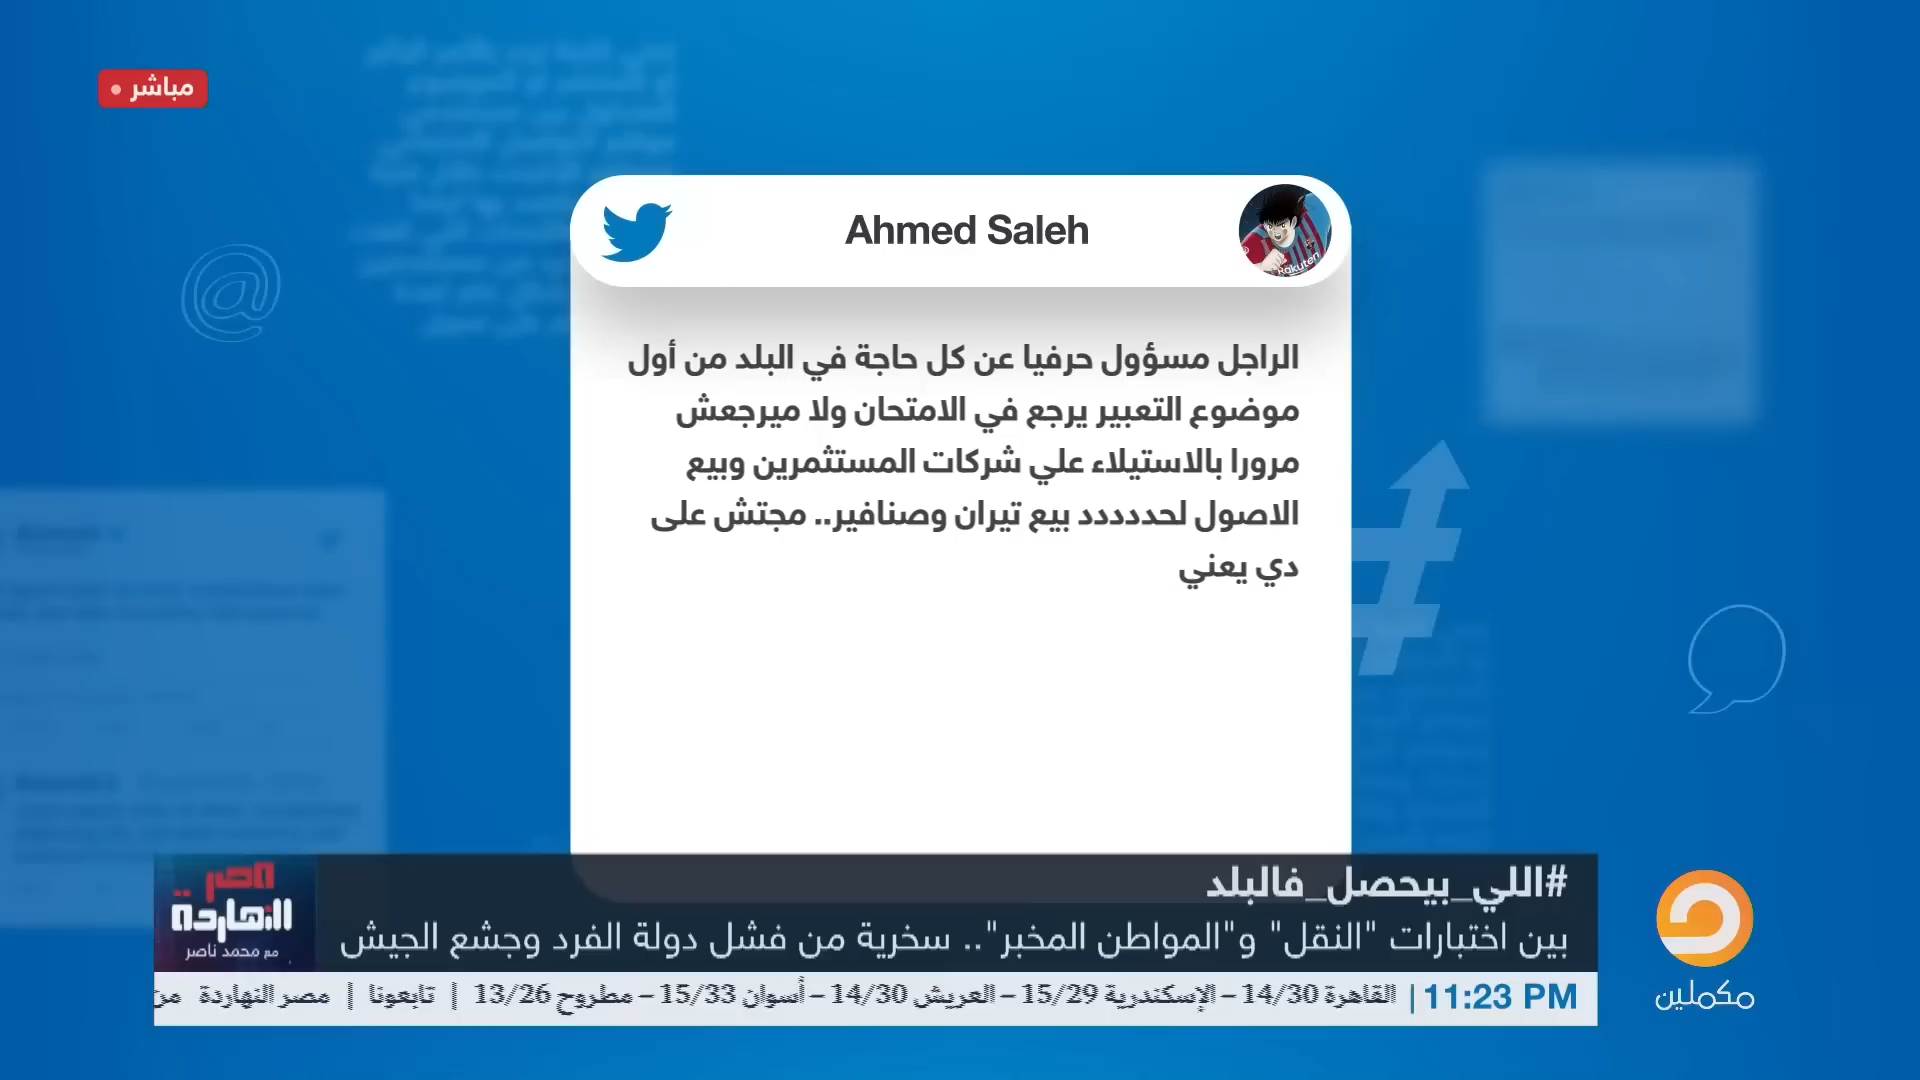 مباشر
Ahmed Saleh
Rakuten
الراجل مسؤول حرفيا عن كل حاجة في البلد من أول
موضوع التعبير يرجع في الامتحان ولا ميرجعش
مرورا بالاستيلاء علي شركات المستثمرين وبيع
الاصول لحددددد بيع تيران وصنافير.. مجتش على
دي يعني
#اللي_بيحصل_فالبلد
بين اختبارات "النقل" و"المواطن المخبر".. سخرية من فشل دولة الفرد وجشع الجيش
مصر
النهاردة
مع محمد ناصر
11:23 PM | القاهرة 14/30 – الإسكندرية 15/29 – العريش 14/30 – أسوان 15/33 – مطروح 13/26 | تابعونا | مصر النهاردة من
مكملين